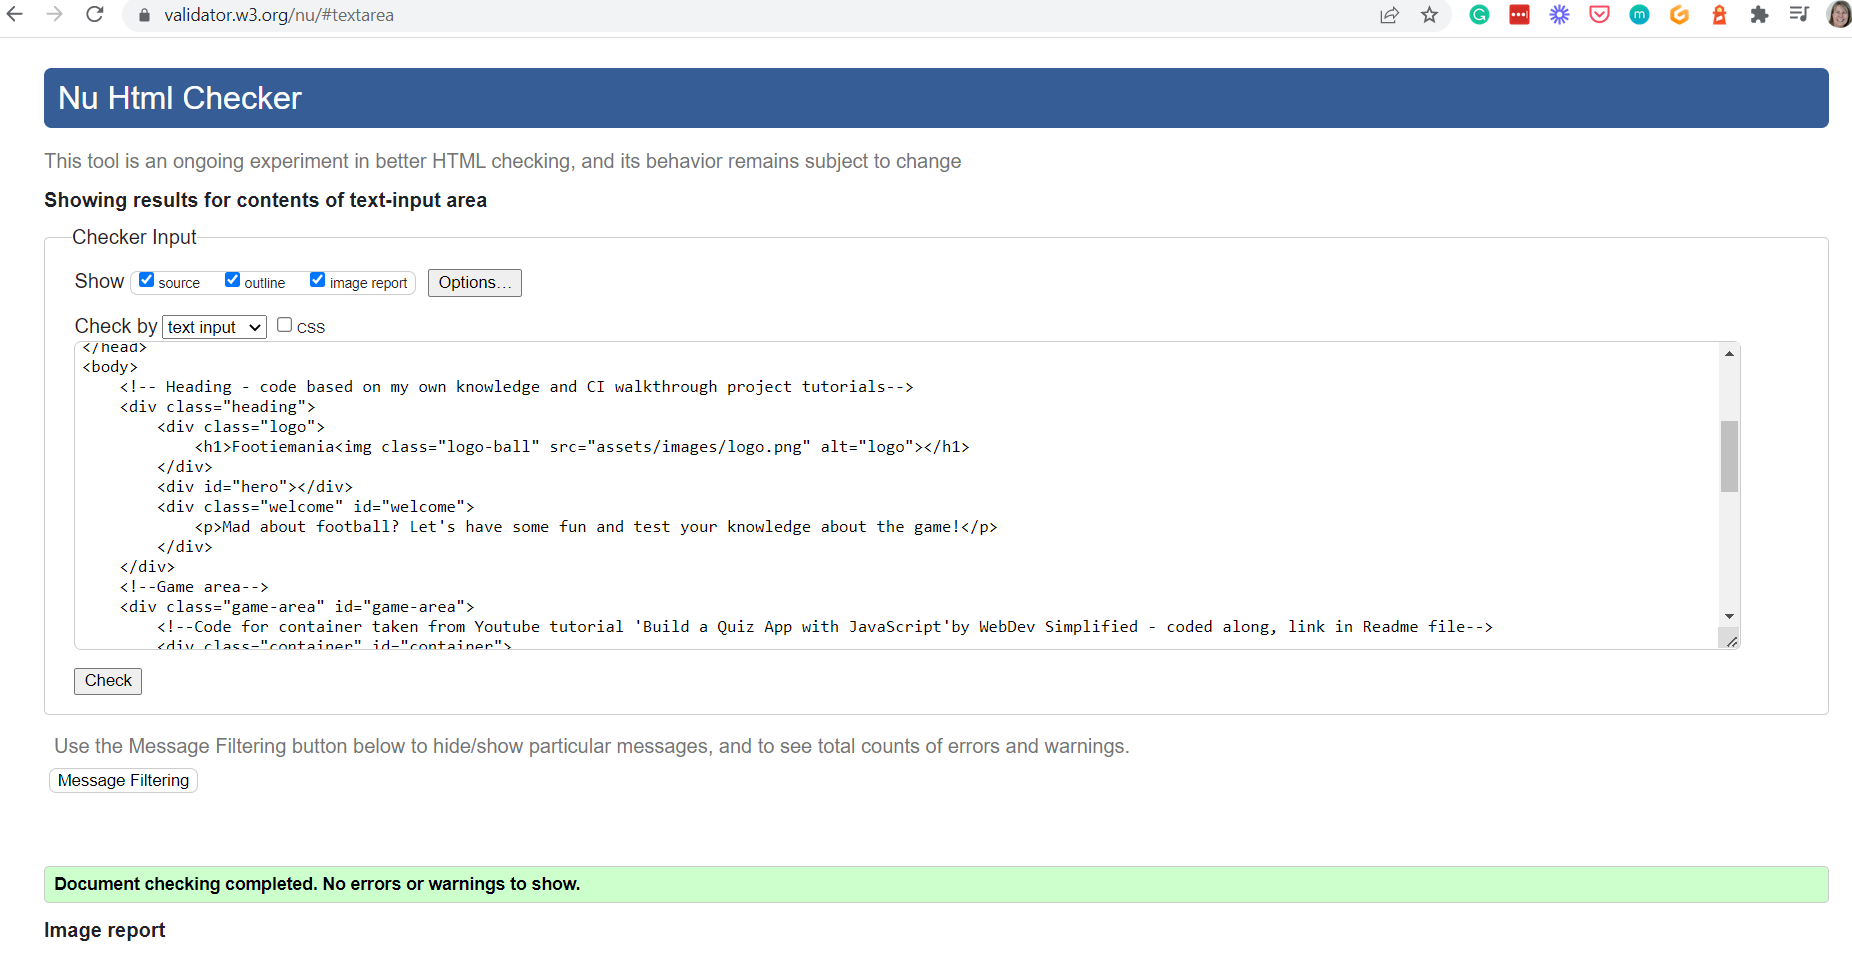 validator.w3.org/nu/#textarea
Nu Html Checker
This tool is an ongoing experiment in better HTML checking, and its behavior remains subject to change
Showing results for contents of text-input area
Checker Input
Show source outline image report Options...
Check by text input CSS
</head>
<body>
    <!-- Heading - code based on my own knowledge and CI walkthrough project tutorials-->
    <div class="heading">
        <div class="logo">
            <h1>Footiemania<img class="logo-ball" src="assets/images/logo.png" alt="logo"></h1>
        </div>
        <div id="hero"></div>
        <div class="welcome" id="welcome">
            <p>Mad about football? Let's have some fun and test your knowledge about the game!</p>
        </div>
    </div>
    <!--Game area-->
    <div class="game-area" id="game-area">
        <!--Code for container taken from Youtube tutorial 'Build a Quiz App with JavaScript'by WebDev Simplified - coded along, link in Readme file-->
        <div class="container" id="container">
Check
Use the Message Filtering button below to hide/show particular messages, and to see total counts of errors and warnings.
Message Filtering
Document checking completed. No errors or warnings to show.
Image report